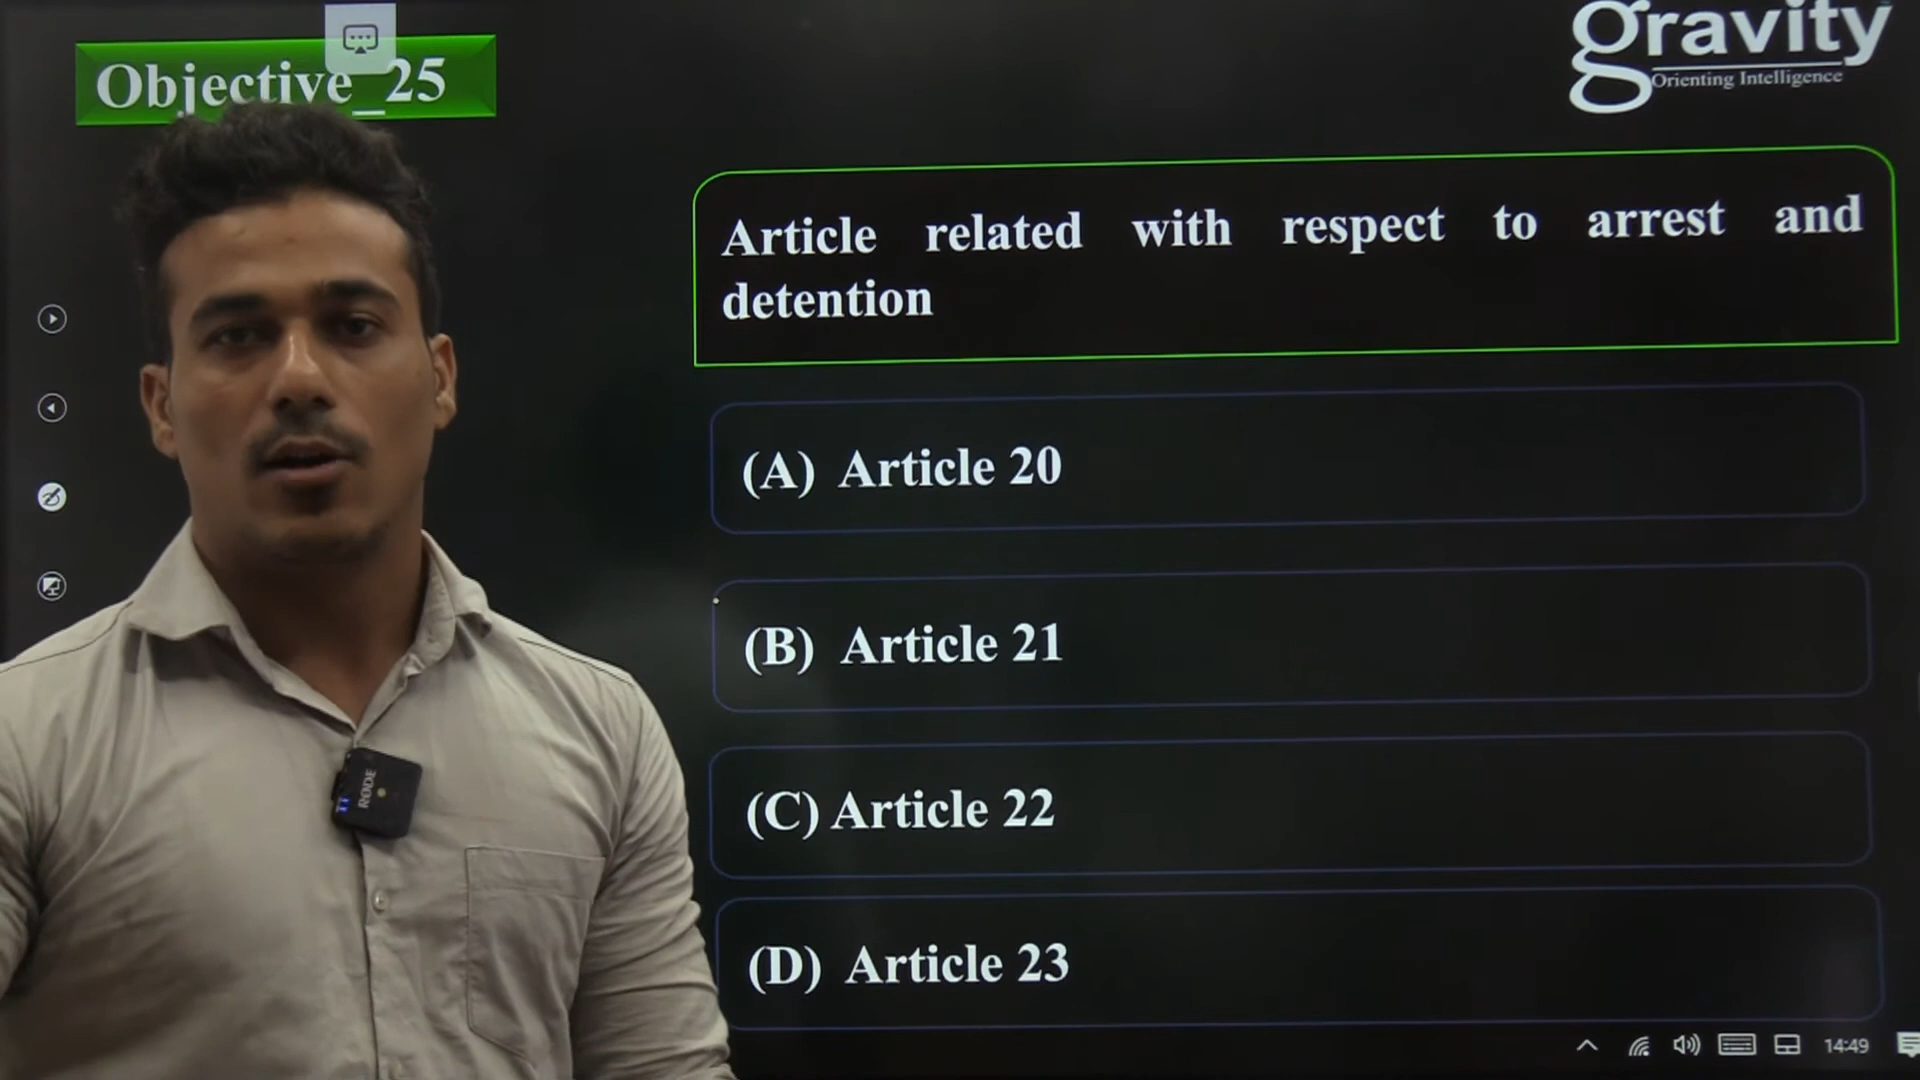 Objective_25
gravity
Orienting Intelligence
Article related with respect to arrest and
detention
(A) Article 20
(B) Article 21
(C) Article 22
(D) Article 23
RØDE
14:49